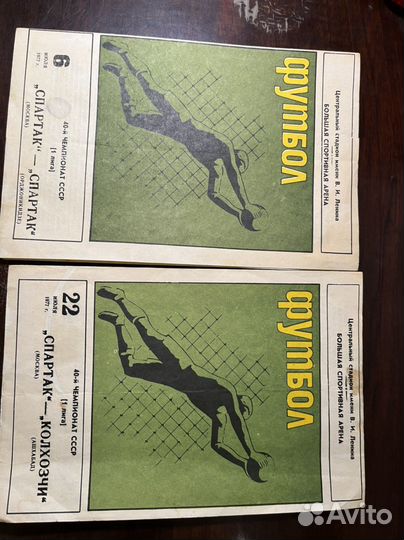 Центральный стадион имени В. И. Ленина
БОЛЬШАЯ СПОРТИВНАЯ АРЕНА
футбол
40-й ЧЕМПИОНАТ СССР
[1 лига]
6
ИЮЛЯ
1977 г.
„СПАРТАК“ — „СПАРТАК“
(МОСКВА)
(ОРДЖОНИКИДЗЕ)
Центральный стадион имени В. И. Ленина
БОЛЬШАЯ СПОРТИВНАЯ АРЕНА
футбол
40-й ЧЕМПИОНАТ СССР
[1 лига]
22
ИЮЛЯ
1977 г.
„СПАРТАК“ — „КОЛХОЗЧИ“
(МОСКВА)
(АШХАБАД)
Avito